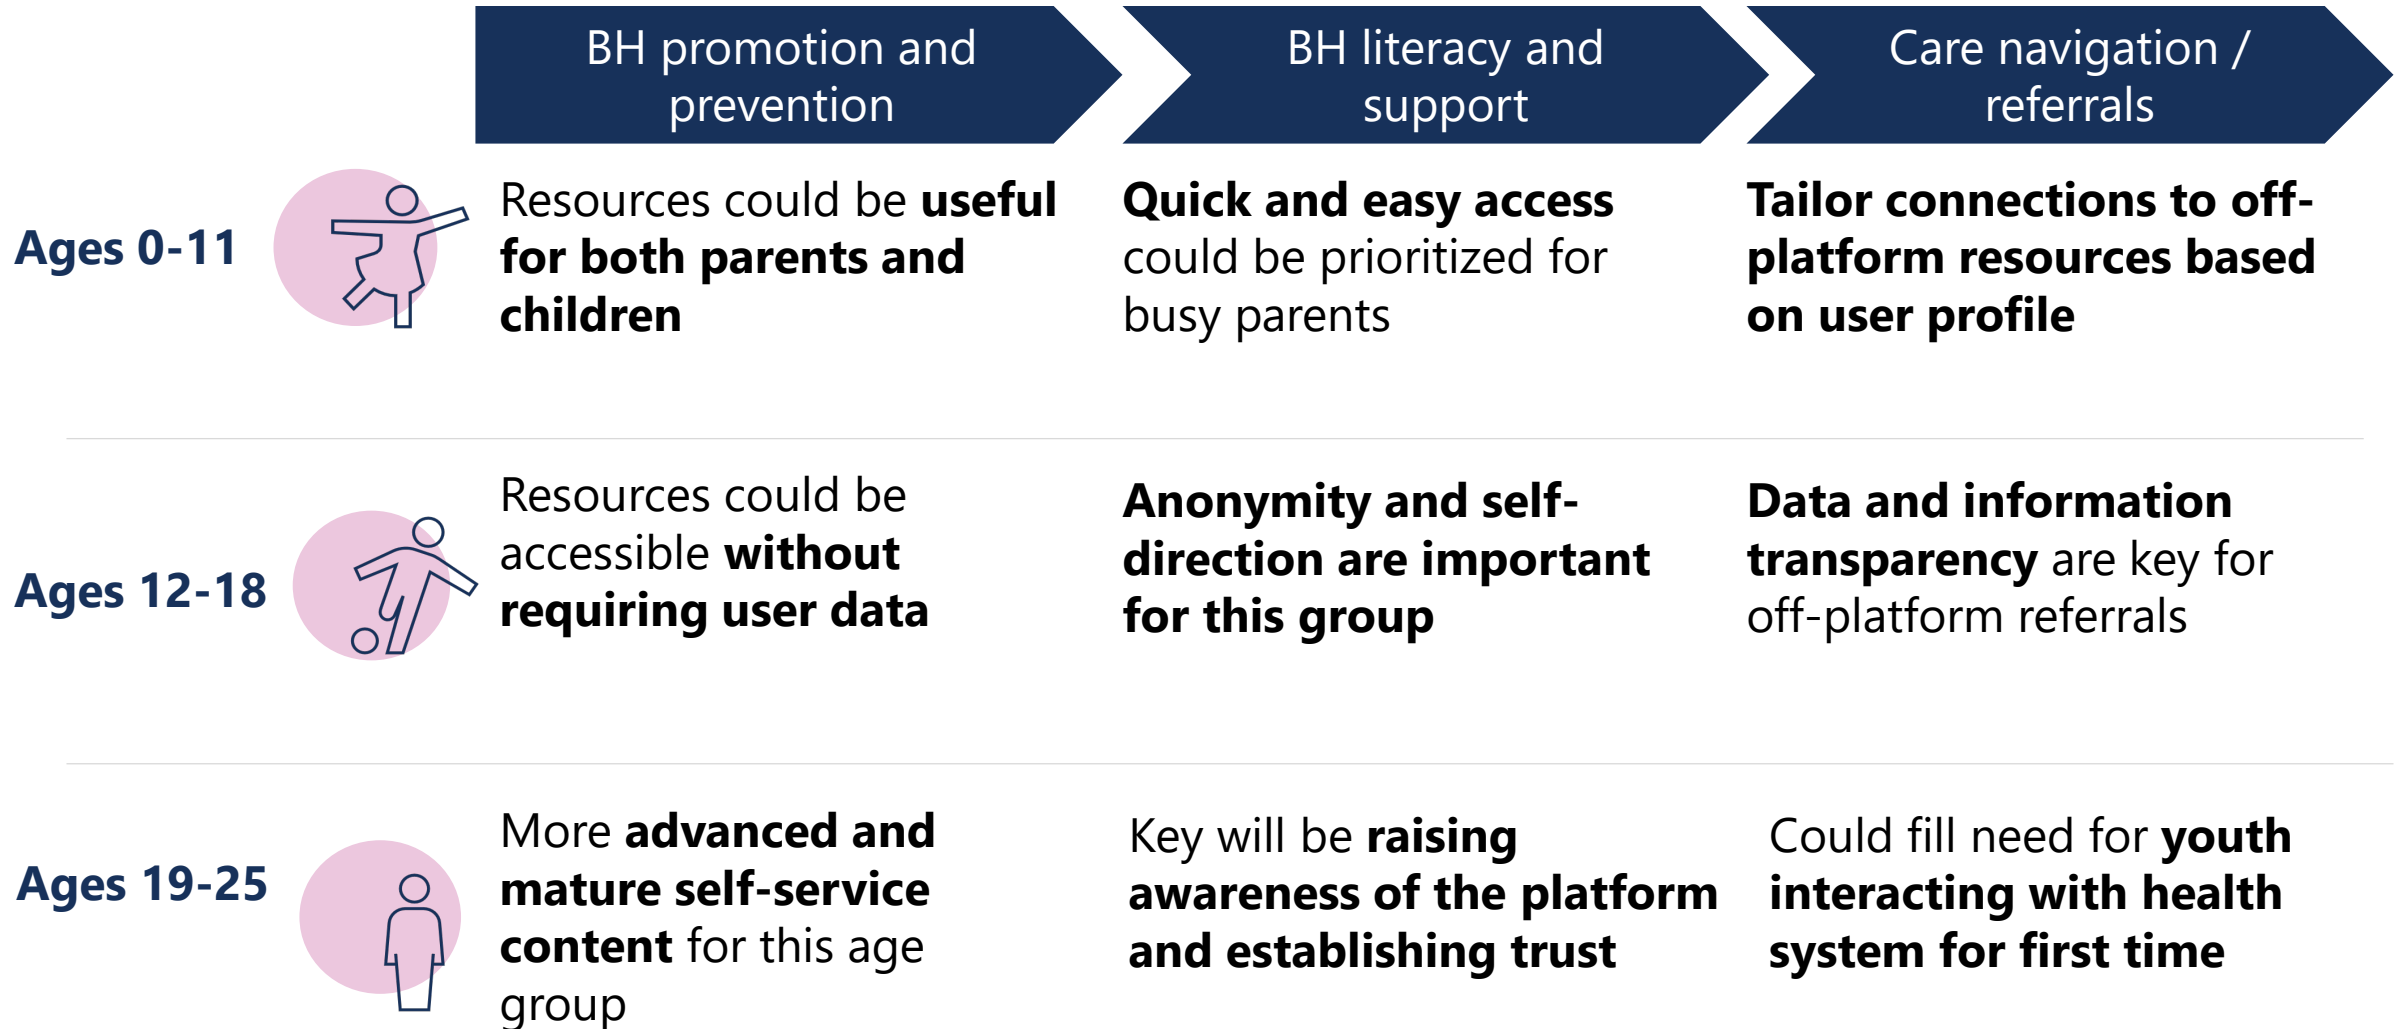 BH promotion and
prevention
BH literacy and
support
Care navigation /
referrals
Ages 0-11
Resources could be useful
for both parents and
children
Quick and easy access
could be prioritized for
busy parents
Tailor connections to off-
platform resources based
on user profile
Ages 12-18
Resources could be
accessible without
requiring user data
Anonymity and self-
direction are important
for this group
Data and information
transparency are key for
off-platform referrals
Ages 19-25
More advanced and
mature self-service
content for this age
group
Key will be raising
awareness of the platform
and establishing trust
Could fill need for youth
interacting with health
system for first time